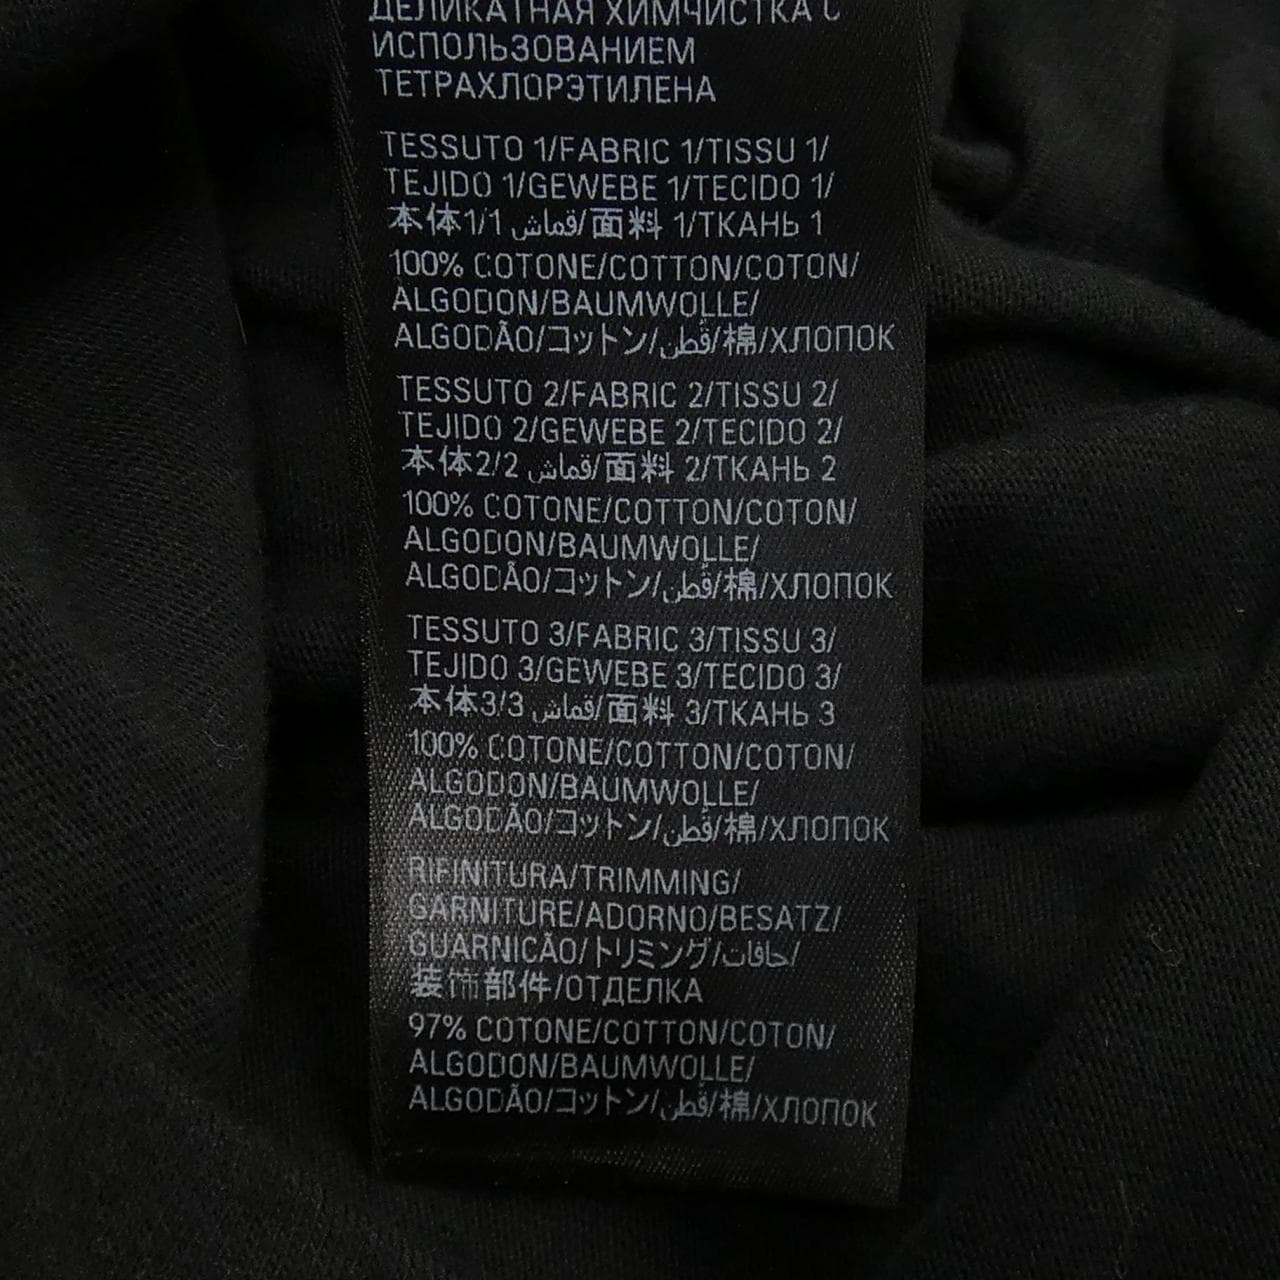 ДЕЛИКАТНАЯ ХИМЧИСТКА С
ИСПОЛЬЗОВАНИЕМ
ТЕТРАХЛОРЭТИЛЕНА
TESSUTO 1/FABRIC 1/TISSU 1/
TEJIDO 1/GEWEBE 1/TECIDO 1/
本体1/1 قماش/面料 1/ТКАНЬ 1
100% COTONE/COTTON/COTON/
ALGODON/BAUMWOLLE/
ALGODÃO/コットン/قطن/棉/ХЛОПОК
TESSUTO 2/FABRIC 2/TISSU 2/
TEJIDO 2/GEWEBE 2/TECIDO 2/
本体2/2 قماش/面料 2/ТКАНЬ 2
100% COTONE/COTTON/COTON/
ALGODON/BAUMWOLLE/
ALGODÃO/コットン/قطن/棉/ХЛОПОК
TESSUTO 3/FABRIC 3/TISSU 3/
TEJIDO 3/GEWEBE 3/TECIDO 3/
本体3/3 قماش/面料 3/ТКАНЬ 3
100% COTONE/COTTON/COTON/
ALGODON/BAUMWOLLE/
ALGODÃO/コットン/قطن/棉/ХЛОПОК
RIFINITURA/TRIMMING/
GARNITURE/ADORNO/BESATZ/
GUARNICÃO/トリミング/حافات/
装饰部件/ОТДЕЛКА
97% COTONE/COTTON/COTON/
ALGODON/BAUMWOLLE/
ALGODÃO/コットン/قطن/棉/ХЛОПОК